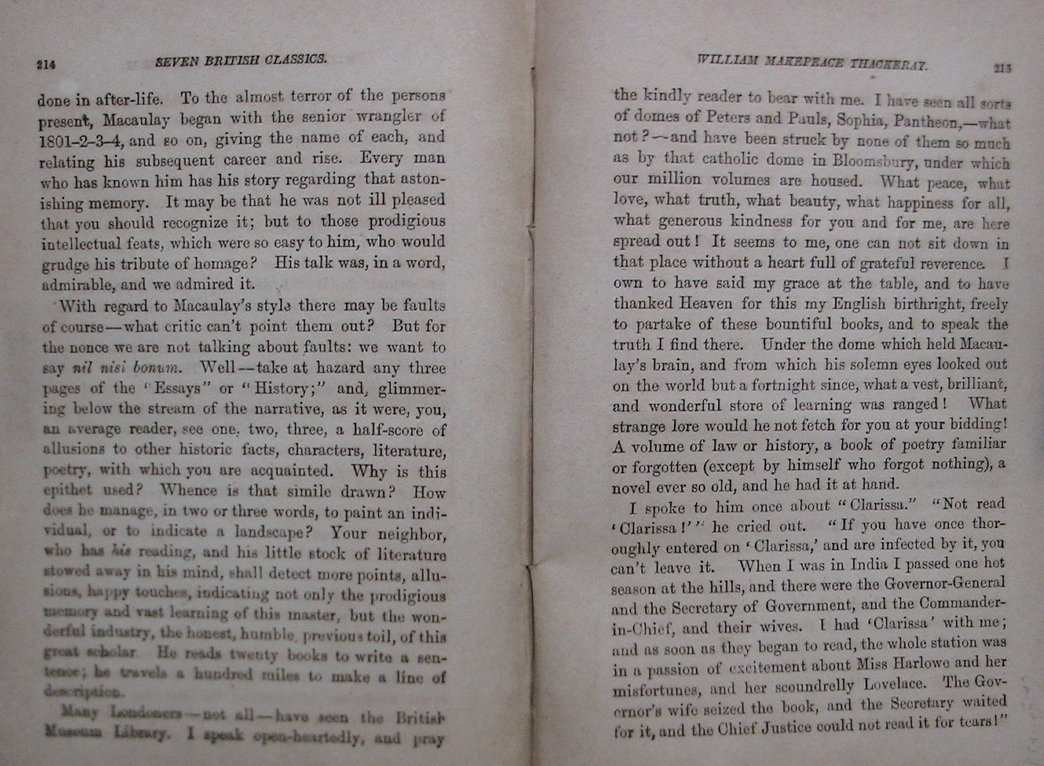 214
SEVEN BRITISH CLASSICS.
done in after-life. To the almost terror of the persons
present, Macaulay began with the senior wrangler of
1801–2–3–4, and so on, giving the name of each, and
relating his subsequent career and rise. Every man
who has known him has his story regarding that aston-
ishing memory. It may be that he was not ill pleased
that you should recognize it; but to those prodigious
intellectual feats, which were so easy to him, who would
grudge his tribute of homage? His talk was, in a word,
admirable, and we admired it.
With regard to Macaulay's style there may be faults
of course—what critic can't point them out? But for
the nonce we are not talking about faults: we want to
say nil nisi bonum. Well—take at hazard any three
pages of the "Essays" or "History;" and, glimmer-
ing below the stream of the narrative, as it were, you,
an average reader, see one, two, three, a half-score of
allusions to other historic facts, characters, literature,
poetry, with which you are acquainted. Why is this
epithet used? Whence is that simile drawn? How
does he manage, in two or three words, to paint an indi-
vidual, or to indicate a landscape? Your neighbor,
who has his reading, and his little stock of literature
stowed away in his mind, shall detect more points, allu-
sions, happy touches, indicating not only the prodigious
memory and vast learning of this master, but the won-
derful industry, the honest, humble previous toil, of this
great scholar. He reads twenty books to write a sen-
tence; he travels a hundred miles to make a line of
description.
Many Londoners—not all—have seen the British
Museum Library. I speak open-heartedly, and pray
WILLIAM MAKEPEACE THACKERAY.
215
the kindly reader to bear with me. I have seen all sorts
of domes of Peters and Pauls, Sophia, Pantheon,—what
not?—and have been struck by none of them so much
as by that catholic dome in Bloomsbury, under which
our million volumes are housed. What peace, what
love, what truth, what beauty, what happiness for all,
what generous kindness for you and for me, are here
spread out! It seems to me, one can not sit down in
that place without a heart full of grateful reverence. I
own to have said my grace at the table, and to have
thanked Heaven for this my English birthright, freely
to partake of these bountiful books, and to speak the
truth I find there. Under the dome which held Macau-
lay's brain, and from which his solemn eyes looked out
on the world but a fortnight since, what a vest, brilliant,
and wonderful store of learning was ranged! What
strange lore would he not fetch for you at your bidding!
A volume of law or history, a book of poetry familiar
or forgotten (except by himself who forgot nothing), a
novel ever so old, and he had it at hand.
I spoke to him once about "Clarissa." "Not read
'Clarissa!'" he cried out. "If you have once thor-
oughly entered on 'Clarissa,' and are infected by it, you
can't leave it. When I was in India I passed one hot
season at the hills, and there were the Governor-General
and the Secretary of Government, and the Commander-
in-Chief, and their wives. I had 'Clarissa' with me;
and as soon as they began to read, the whole station was
in a passion of excitement about Miss Harlowe and her
misfortunes, and her scoundrelly Lovelace. The Gov-
ernor's wife seized the book, and the Secretary waited
for it, and the Chief Justice could not read it for tears!"